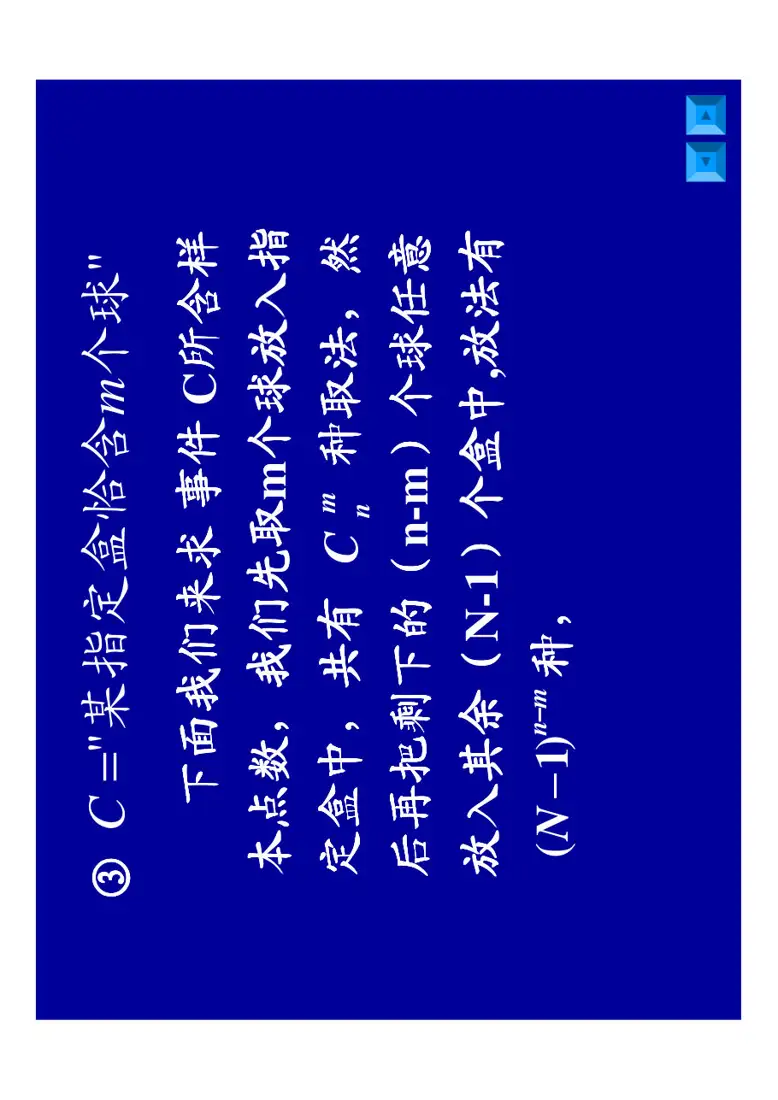 ③ C ="某指定盒恰含m个球"
下面我们来求 事件 C所含样
本点数，我们先取m个球放入指
定盒中，共有 C_n^m 种取法，然
后再把剩下的（n-m）个球任意
放入其余（N-1）个盒中,放法有
(N−1)^{n−m} 种，